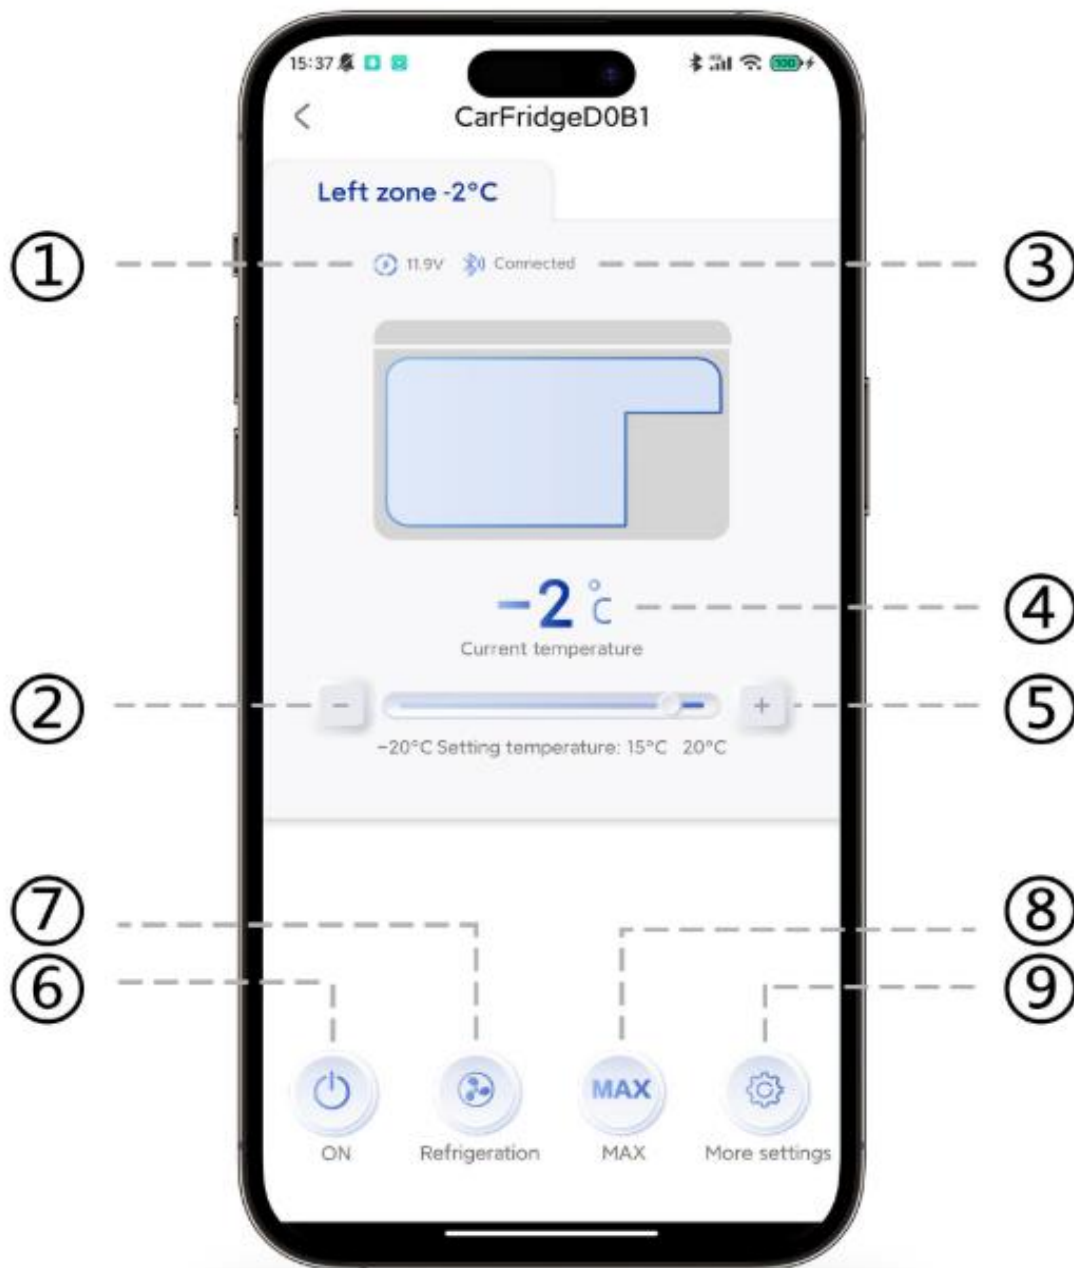 15:37 100
CarFridgeD0B1
Left zone -2°C
① 11.9V Connected ③
-2°C ④
Current temperature
② − + ⑤
-20°C Setting temperature: 15°C 20°C
⑦ ⑧
⑥ ⑨
MAX
ON Refrigeration MAX More settings